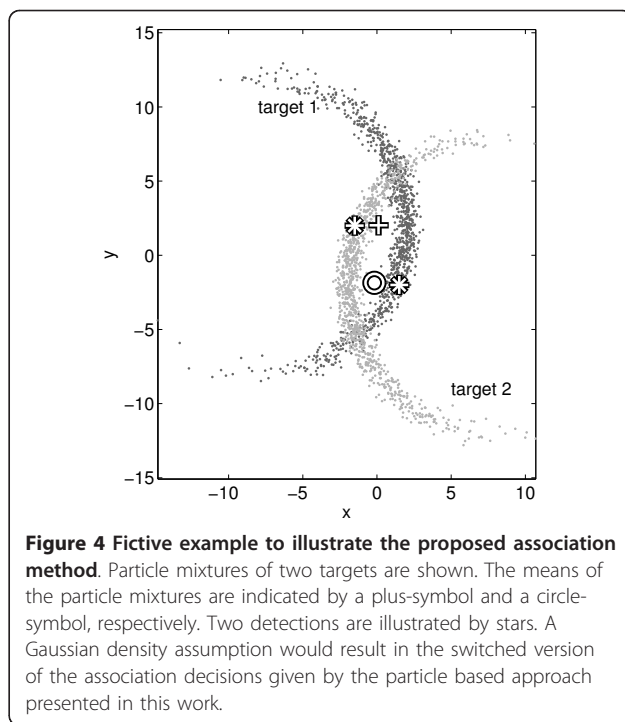 15
10
5
0
−5
−10
−15
y
target 1
target 2
−10 −5 0 5 10
x
Figure 4 Fictive example to illustrate the proposed association
method. Particle mixtures of two targets are shown. The means of
the particle mixtures are indicated by a plus-symbol and a circle-
symbol, respectively. Two detections are illustrated by stars. A
Gaussian density assumption would result in the switched version
of the association decisions given by the particle based approach
presented in this work.